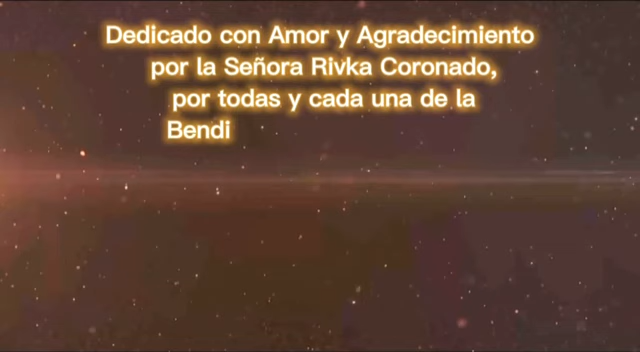 Dedicado con Amor y Agradecimiento
por la Señora Rivka Coronado,
por todas y cada una de la
Bendi